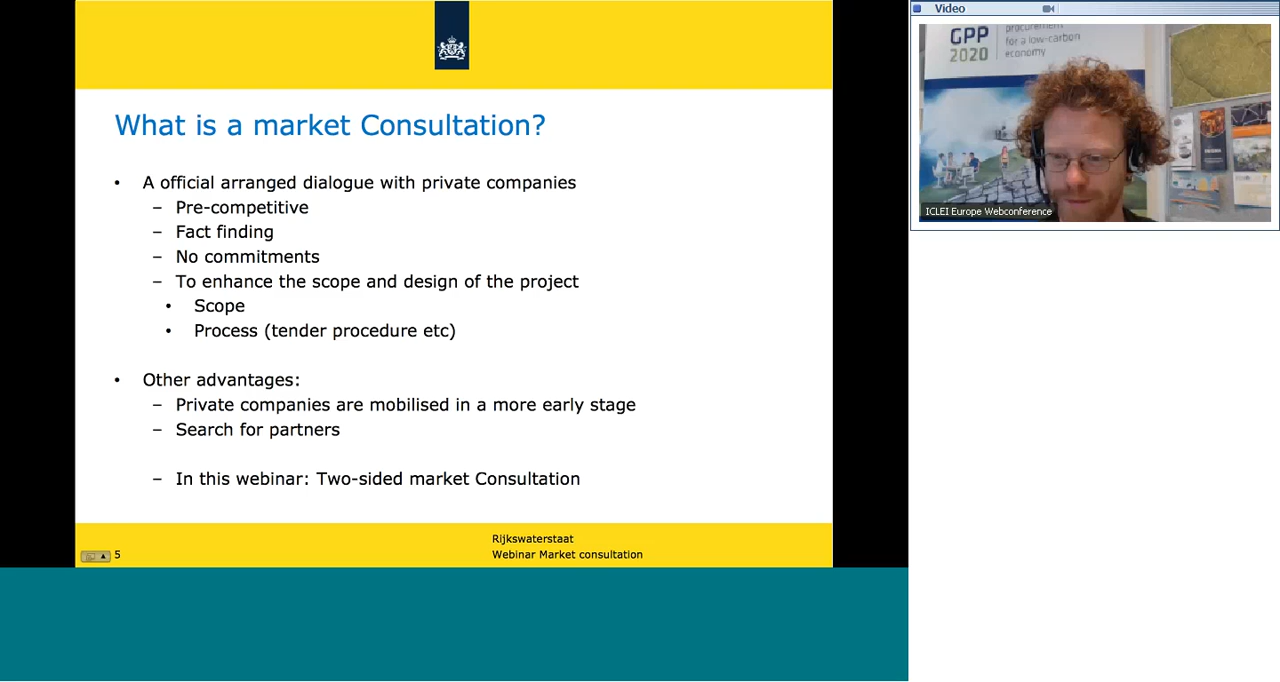 What is a market Consultation?
• A official arranged dialogue with private companies
– Pre-competitive
– Fact finding
– No commitments
– To enhance the scope and design of the project
• Scope
• Process (tender procedure etc)
• Other advantages:
– Private companies are mobilised in a more early stage
– Search for partners
– In this webinar: Two-sided market Consultation
Rijkswaterstaat
5 Webinar Market consultation
Video
GPP
2020
procurement
for a low-carbon
economy
ICLEI Europe Webconference